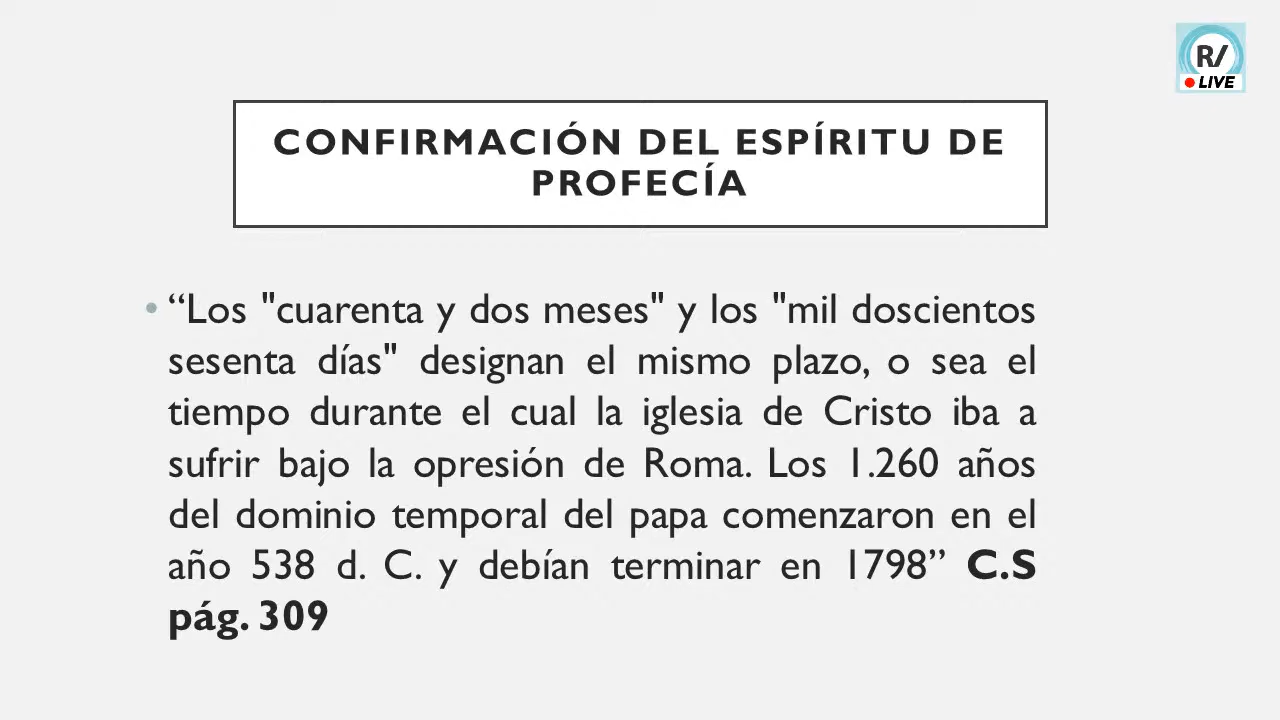 R/
LIVE
CONFIRMACIÓN DEL ESPÍRITU DE
PROFECÍA
• “Los "cuarenta y dos meses" y los "mil doscientos
sesenta días" designan el mismo plazo, o sea el
tiempo durante el cual la iglesia de Cristo iba a
sufrir bajo la opresión de Roma. Los 1.260 años
del dominio temporal del papa comenzaron en el
año 538 d. C. y debían terminar en 1798” C.S
pág. 309